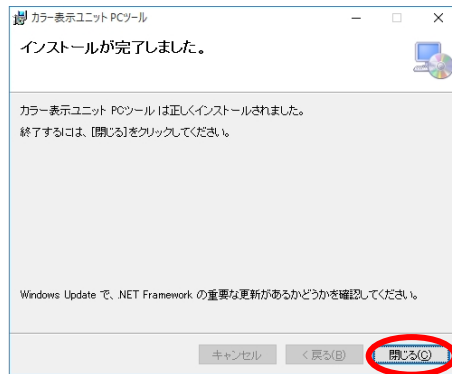 カラー表示ユニット PCツール
インストールが完了しました。
カラー表示ユニット PCツール は正しくインストールされました。
終了するには、[閉じる]をクリックしてください。
Windows Update で、.NET Framework の重要な更新があるかどうかを確認してください。
キャンセル
< 戻る(B)
閉じる(C)